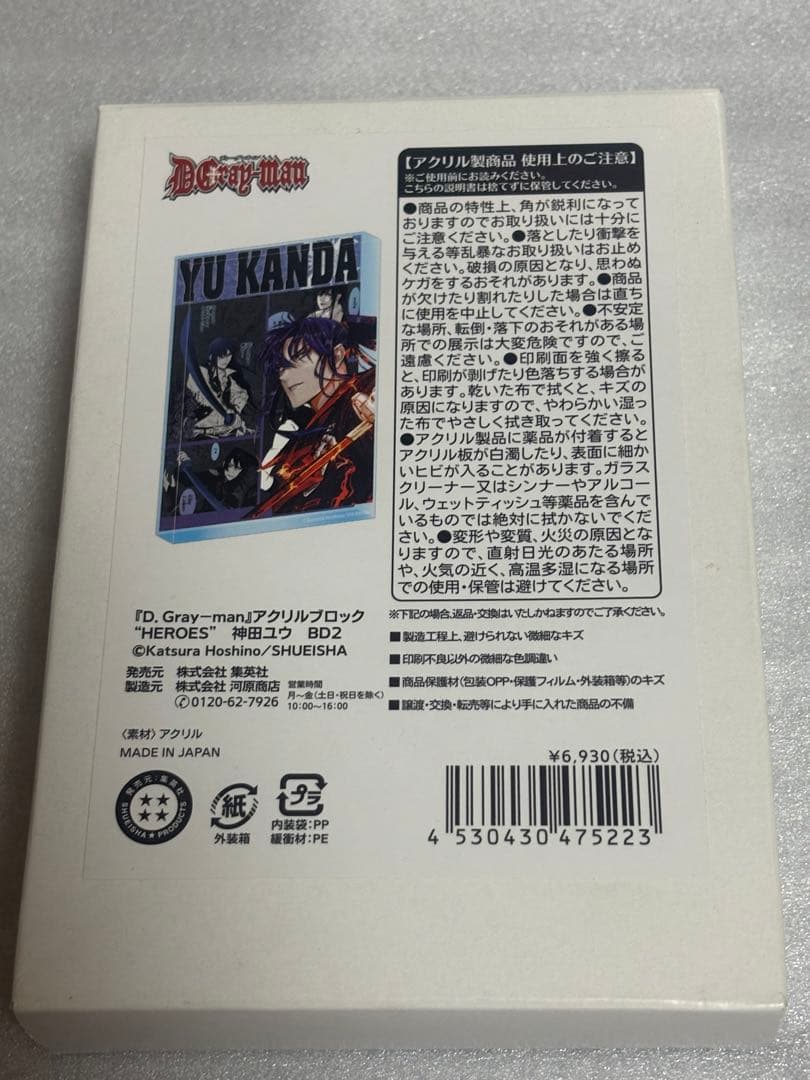 D.Gray-man
YU KANDA
【アクリル製商品 使用上のご注意】
※ご使用前にお読みください。
こちらの説明書は捨てずに保管してください。
●商品の特性上、角が鋭利になって
おりますのでお取り扱いには十分に
ご注意ください。●落としたり衝撃を
与える等乱暴なお取り扱いはお止め
ください。破損の原因となり、思わぬ
ケガをするおそれがあります。●商品
が欠けたり割れたりした場合は直ち
に使用を中止してください。●不安定
な場所、転倒・落下のおそれがある場
所での展示は大変危険ですので、ご
遠慮ください。●印刷面を強く擦る
と、印刷が剥げたり色落ちする場合が
あります。乾いた布で拭くと、キズの
原因になりますので、やわらかい湿っ
た布でやさしく拭き取ってください。
●アクリル製品に薬品が付着すると
アクリル板が白濁したり、表面に細か
いヒビが入ることがあります。ガラス
クリーナー又はシンナーやアルコー
ル、ウェットティッシュ等薬品を含んで
いるものでは絶対に拭かないでくだ
さい。●変形や変質、火災の原因とな
りますので、直射日光のあたる場所
や、火気の近く、高温多湿になる場所
での使用・保管は避けてください。
『D. Gray－man』アクリルブロック
“HEROES” 神田ユウ BD2
©Katsura Hoshino/SHUEISHA
発売元 株式会社 集英社
製造元 株式会社 河原商店
0120-62-7926
営業時間
月～金（土日・祝日を除く）
10:00～16:00
※下記の場合、返品・交換はいたしかねますのでご了承ください。
■製造工程上、避けられない微細なキズ
■印刷不良以外の微細な色調違い
■商品保護材（包装OPP・保護フィルム・外装箱等）のキズ
■譲渡・交換・転売等により手に入れた商品の不備
〈素材〉アクリル
MADE IN JAPAN
発売元：集英社
SHUEISHA★PRODUCTS
紙
外装箱
プラ
内装袋：PP
緩衝材：PE
¥6,930（税込）
4 530430 475223